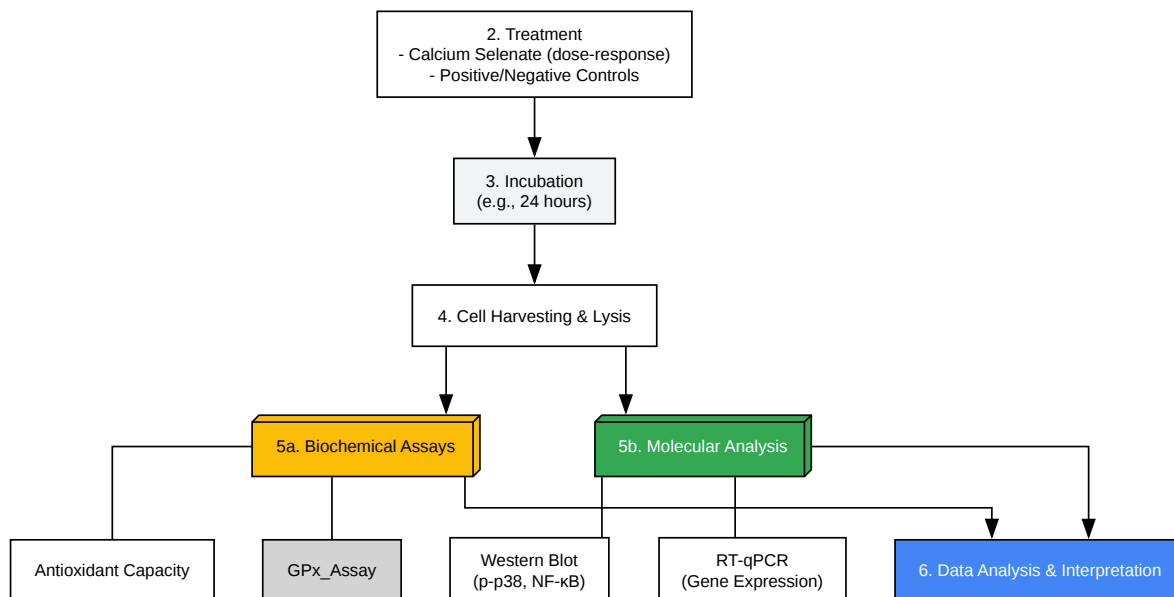 2. Treatment
- Calcium Selenate (dose-response)
- Positive/Negative Controls
3. Incubation
(e.g., 24 hours)
4. Cell Harvesting & Lysis
5a. Biochemical Assays
5b. Molecular Analysis
Antioxidant Capacity
GPx_Assay
Western Blot
(p-p38, NF-κB)
RT-qPCR
(Gene Expression)
6. Data Analysis & Interpretation